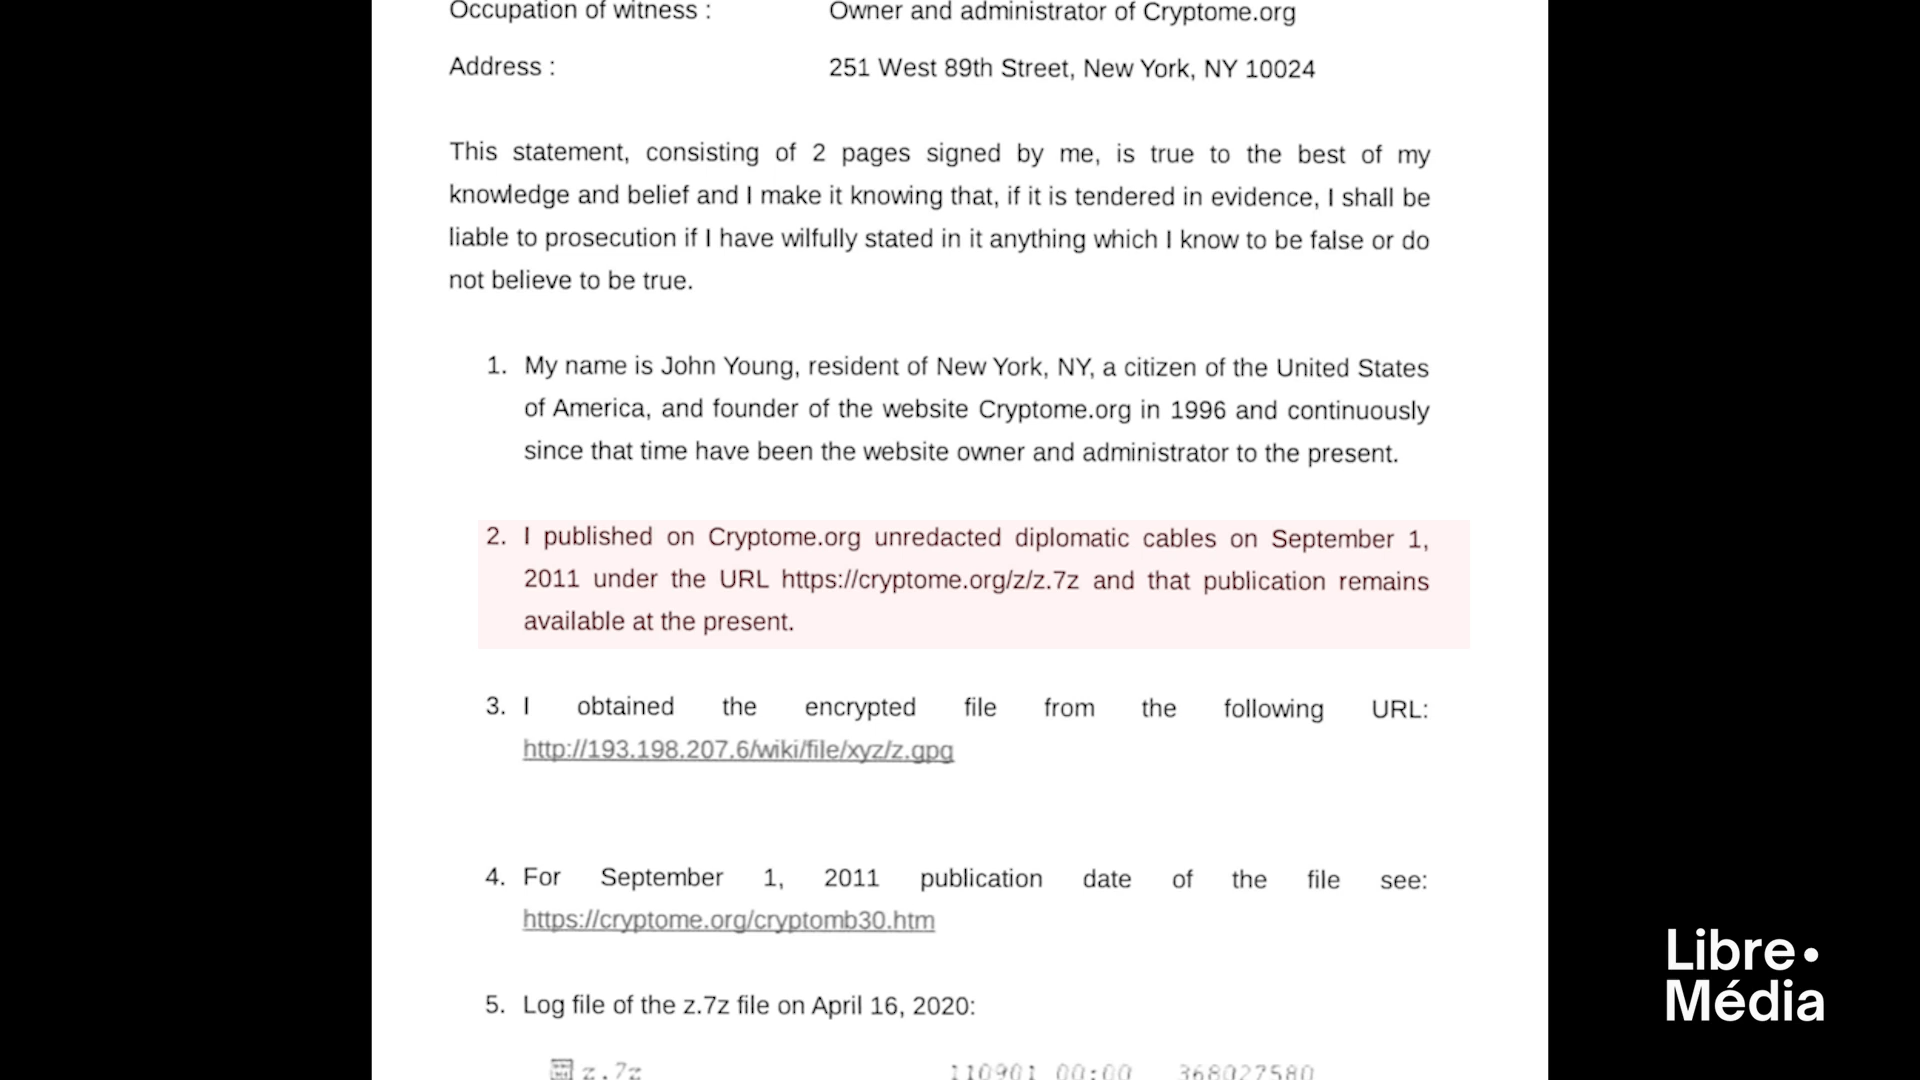 Occupation of witness : Owner and administrator of Cryptome.org
Address : 251 West 89th Street, New York, NY 10024
This statement, consisting of 2 pages signed by me, is true to the best of my
knowledge and belief and I make it knowing that, if it is tendered in evidence, I shall be
liable to prosecution if I have wilfully stated in it anything which I know to be false or do
not believe to be true.
1. My name is John Young, resident of New York, NY, a citizen of the United States
of America, and founder of the website Cryptome.org in 1996 and continuously
since that time have been the website owner and administrator to the present.
2. I published on Cryptome.org unredacted diplomatic cables on September 1,
2011 under the URL https://cryptome.org/z/z.7z and that publication remains
available at the present.
3. I obtained the encrypted file from the following URL:
http://193.198.207.6/wiki/file/xyz/z.gpg
4. For September 1, 2011 publication date of the file see:
https://cryptome.org/cryptomb30.htm
5. Log file of the z.7z file on April 16, 2020:
z.7z 110901 00:00 368027580
Libre•
Média